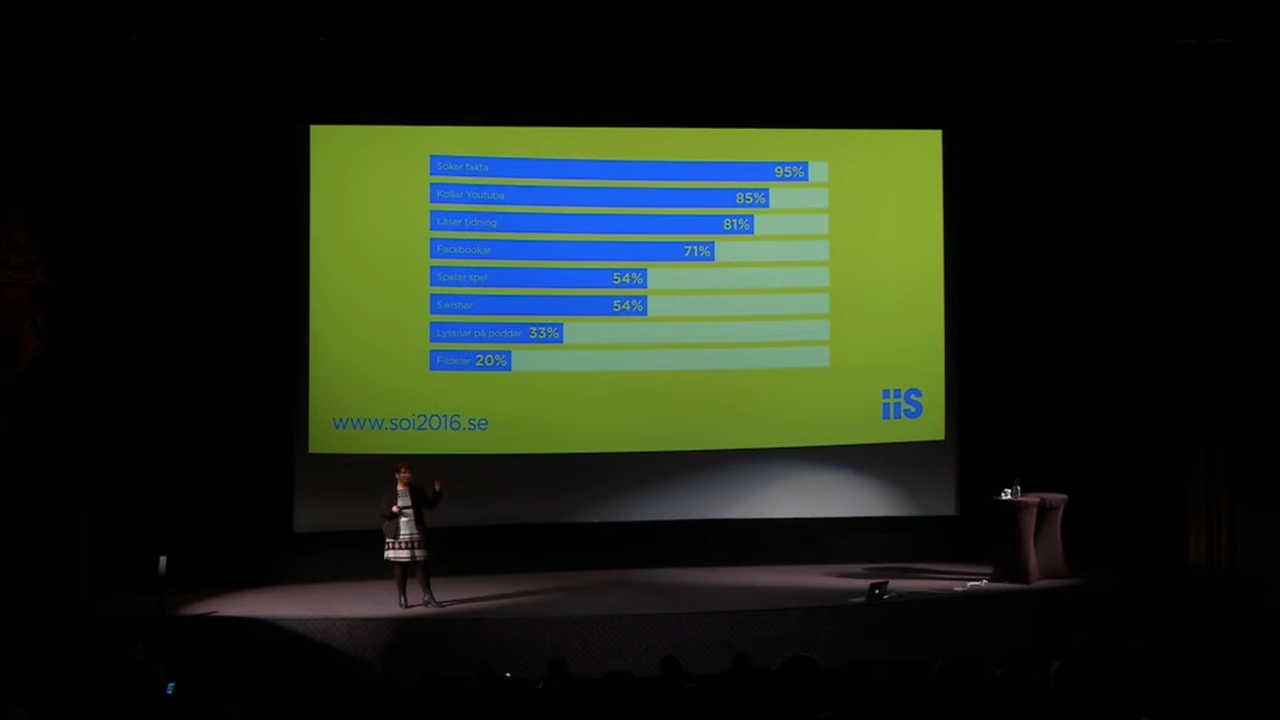 Söker fakta 95%
Kollar Youtube 85%
Läser tidning 81%
Facebookar 71%
Spelar spel 54%
Swishar 54%
Lyssnar på poddar 33%
Fildelar 20%
www.soi2016.se
iis